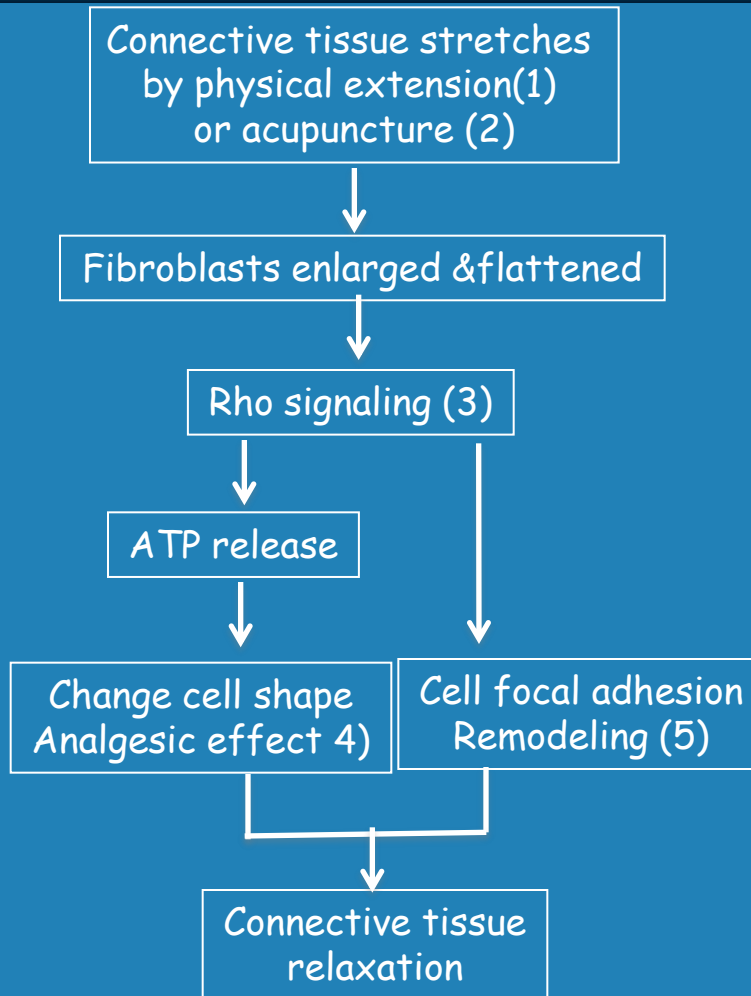 Connective tissue stretches
by physical extension(1)
or acupuncture (2)
Fibroblasts enlarged &flattened
Rho signaling (3)
ATP release
Change cell shape
Analgesic effect 4)
Cell focal adhesion
Remodeling (5)
Connective tissue
relaxation